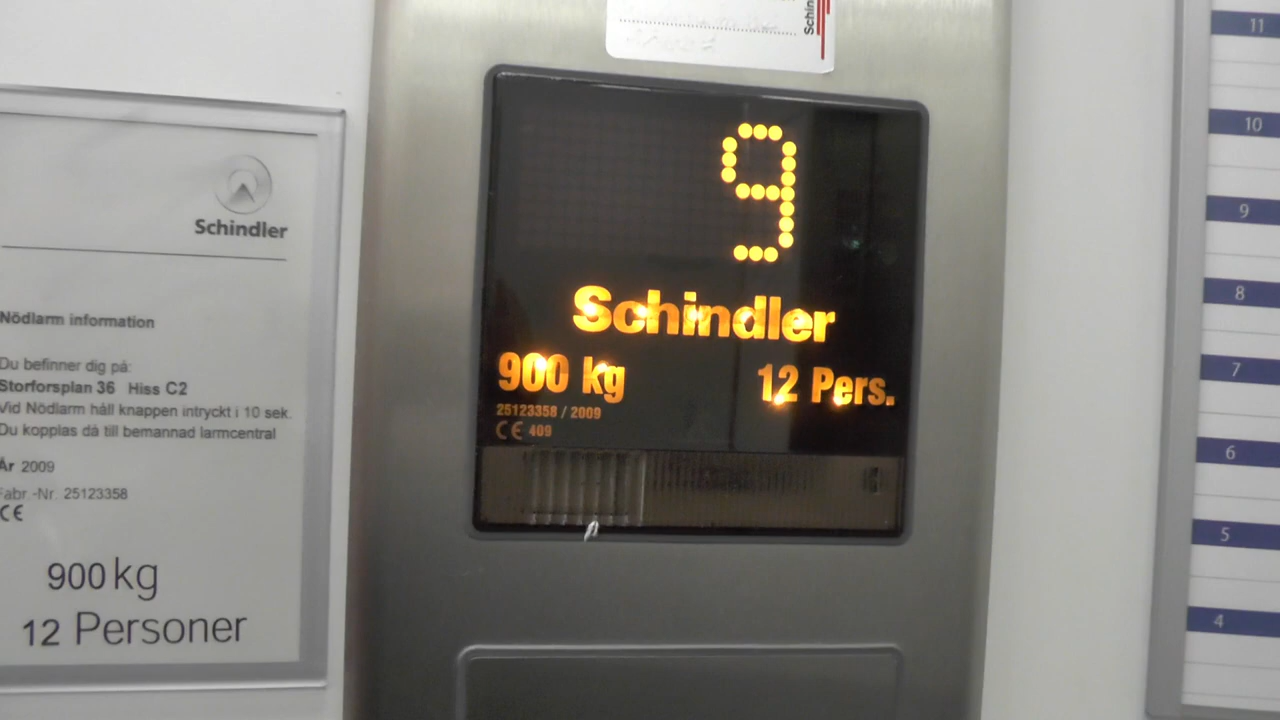 Schindler
Nödlarm information
Du befinner dig på:
Storforsplan 36 Hiss C2
Vid Nödlarm håll knappen intryckt i 10 sek.
Du kopplas då till bemannad larmcentral
År 2009
Fabr.-Nr. 25123358
CE
900 kg
12 Personer
Schin
9
Schindler
900 kg 12 Pers.
25123358 / 2009
CE 409
11
10
9
8
7
6
5
4